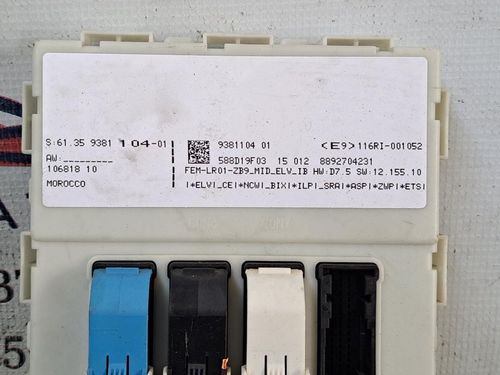 S:61.35 9381 104-01
AW:_________
106818 10
MOROCCO
9381104 01 <E9>116RI-001052
588D19F03 15 012 8892704231
FEM-LR01-ZB9_MID_ELV_IB HW:D7.5 SW:12.155.10
|*ELV|_CE|*NCW|_BIX|*ILP|_SRA|*ASP|*ZWP|*ETS|